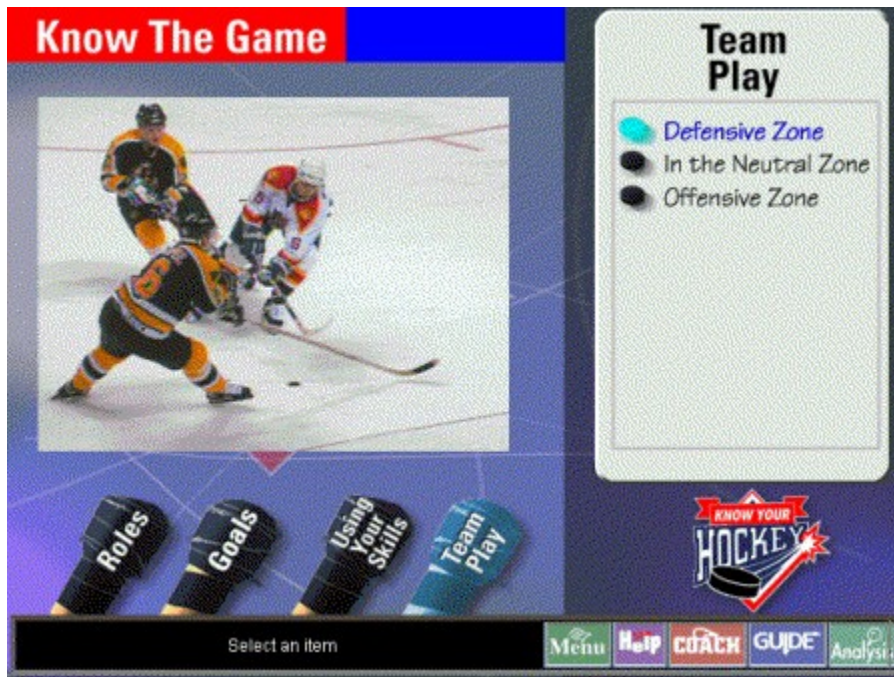 Know The Game
Team
Play
Defensive Zone
In the Neutral Zone
Offensive Zone
Roles
Goals
Using
Your
Skills
Team
Play
KNOW YOUR
HOCKEY
Select an item
Menu
Help
COACH
GUIDE
Analysi